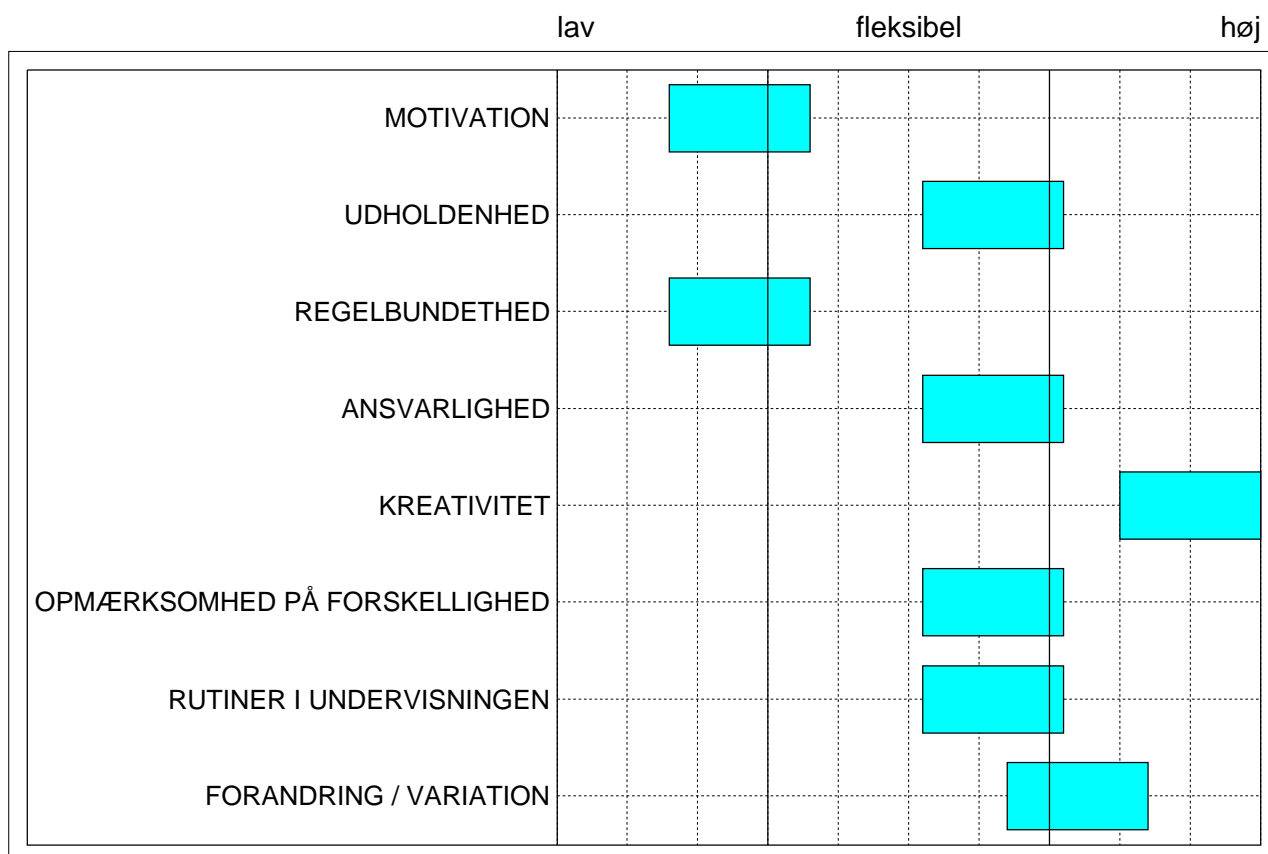 lav fleksibel høj
MOTIVATION
UDHOLDENHED
REGELBUNDETHED
ANSVARLIGHED
KREATIVITET
OPMÆRKSOMHED PÅ FORSKELLIGHED
RUTINER I UNDERVISNINGEN
FORANDRING / VARIATION